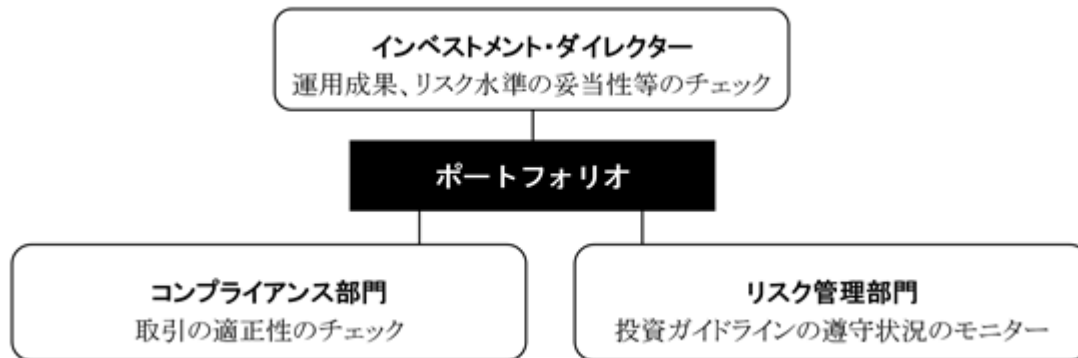 インベストメント・ダイレクター
運用成果、リスク水準の妥当性等のチェック
ポートフォリオ
コンプライアンス部門
取引の適正性のチェック
リスク管理部門
投資ガイドラインの遵守状況のモニター